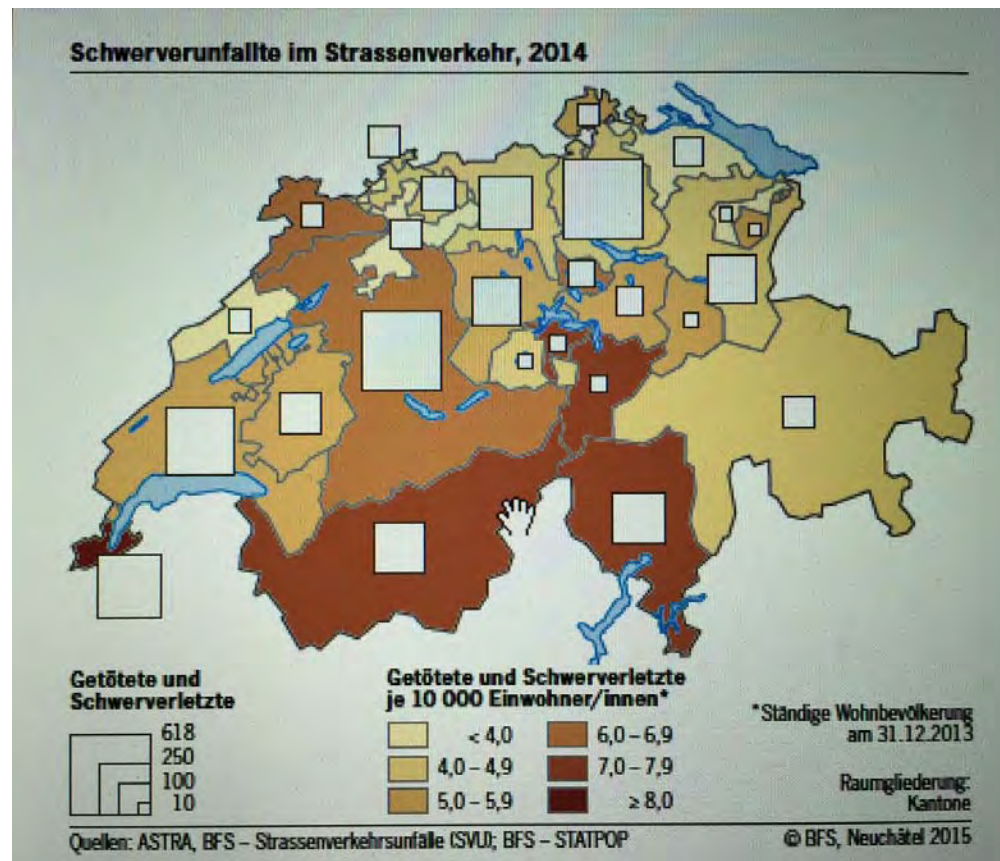 Schwerverunfallte im Strassenverkehr, 2014
Getötete und
Schwerverletzte
618
250
100
10
Getötete und Schwerverletzte
je 10 000 Einwohner/innen*
< 4,0
4,0 – 4,9
5,0 – 5,9
6,0 – 6,9
7,0 – 7,9
≥ 8,0
*Ständige Wohnbevölkerung
am 31.12.2013
Raumgliederung:
Kantone
Quellen: ASTRA, BFS – Strassenverkehrsunfälle (SVU); BFS – STATPOP
© BFS, Neuchâtel 2015